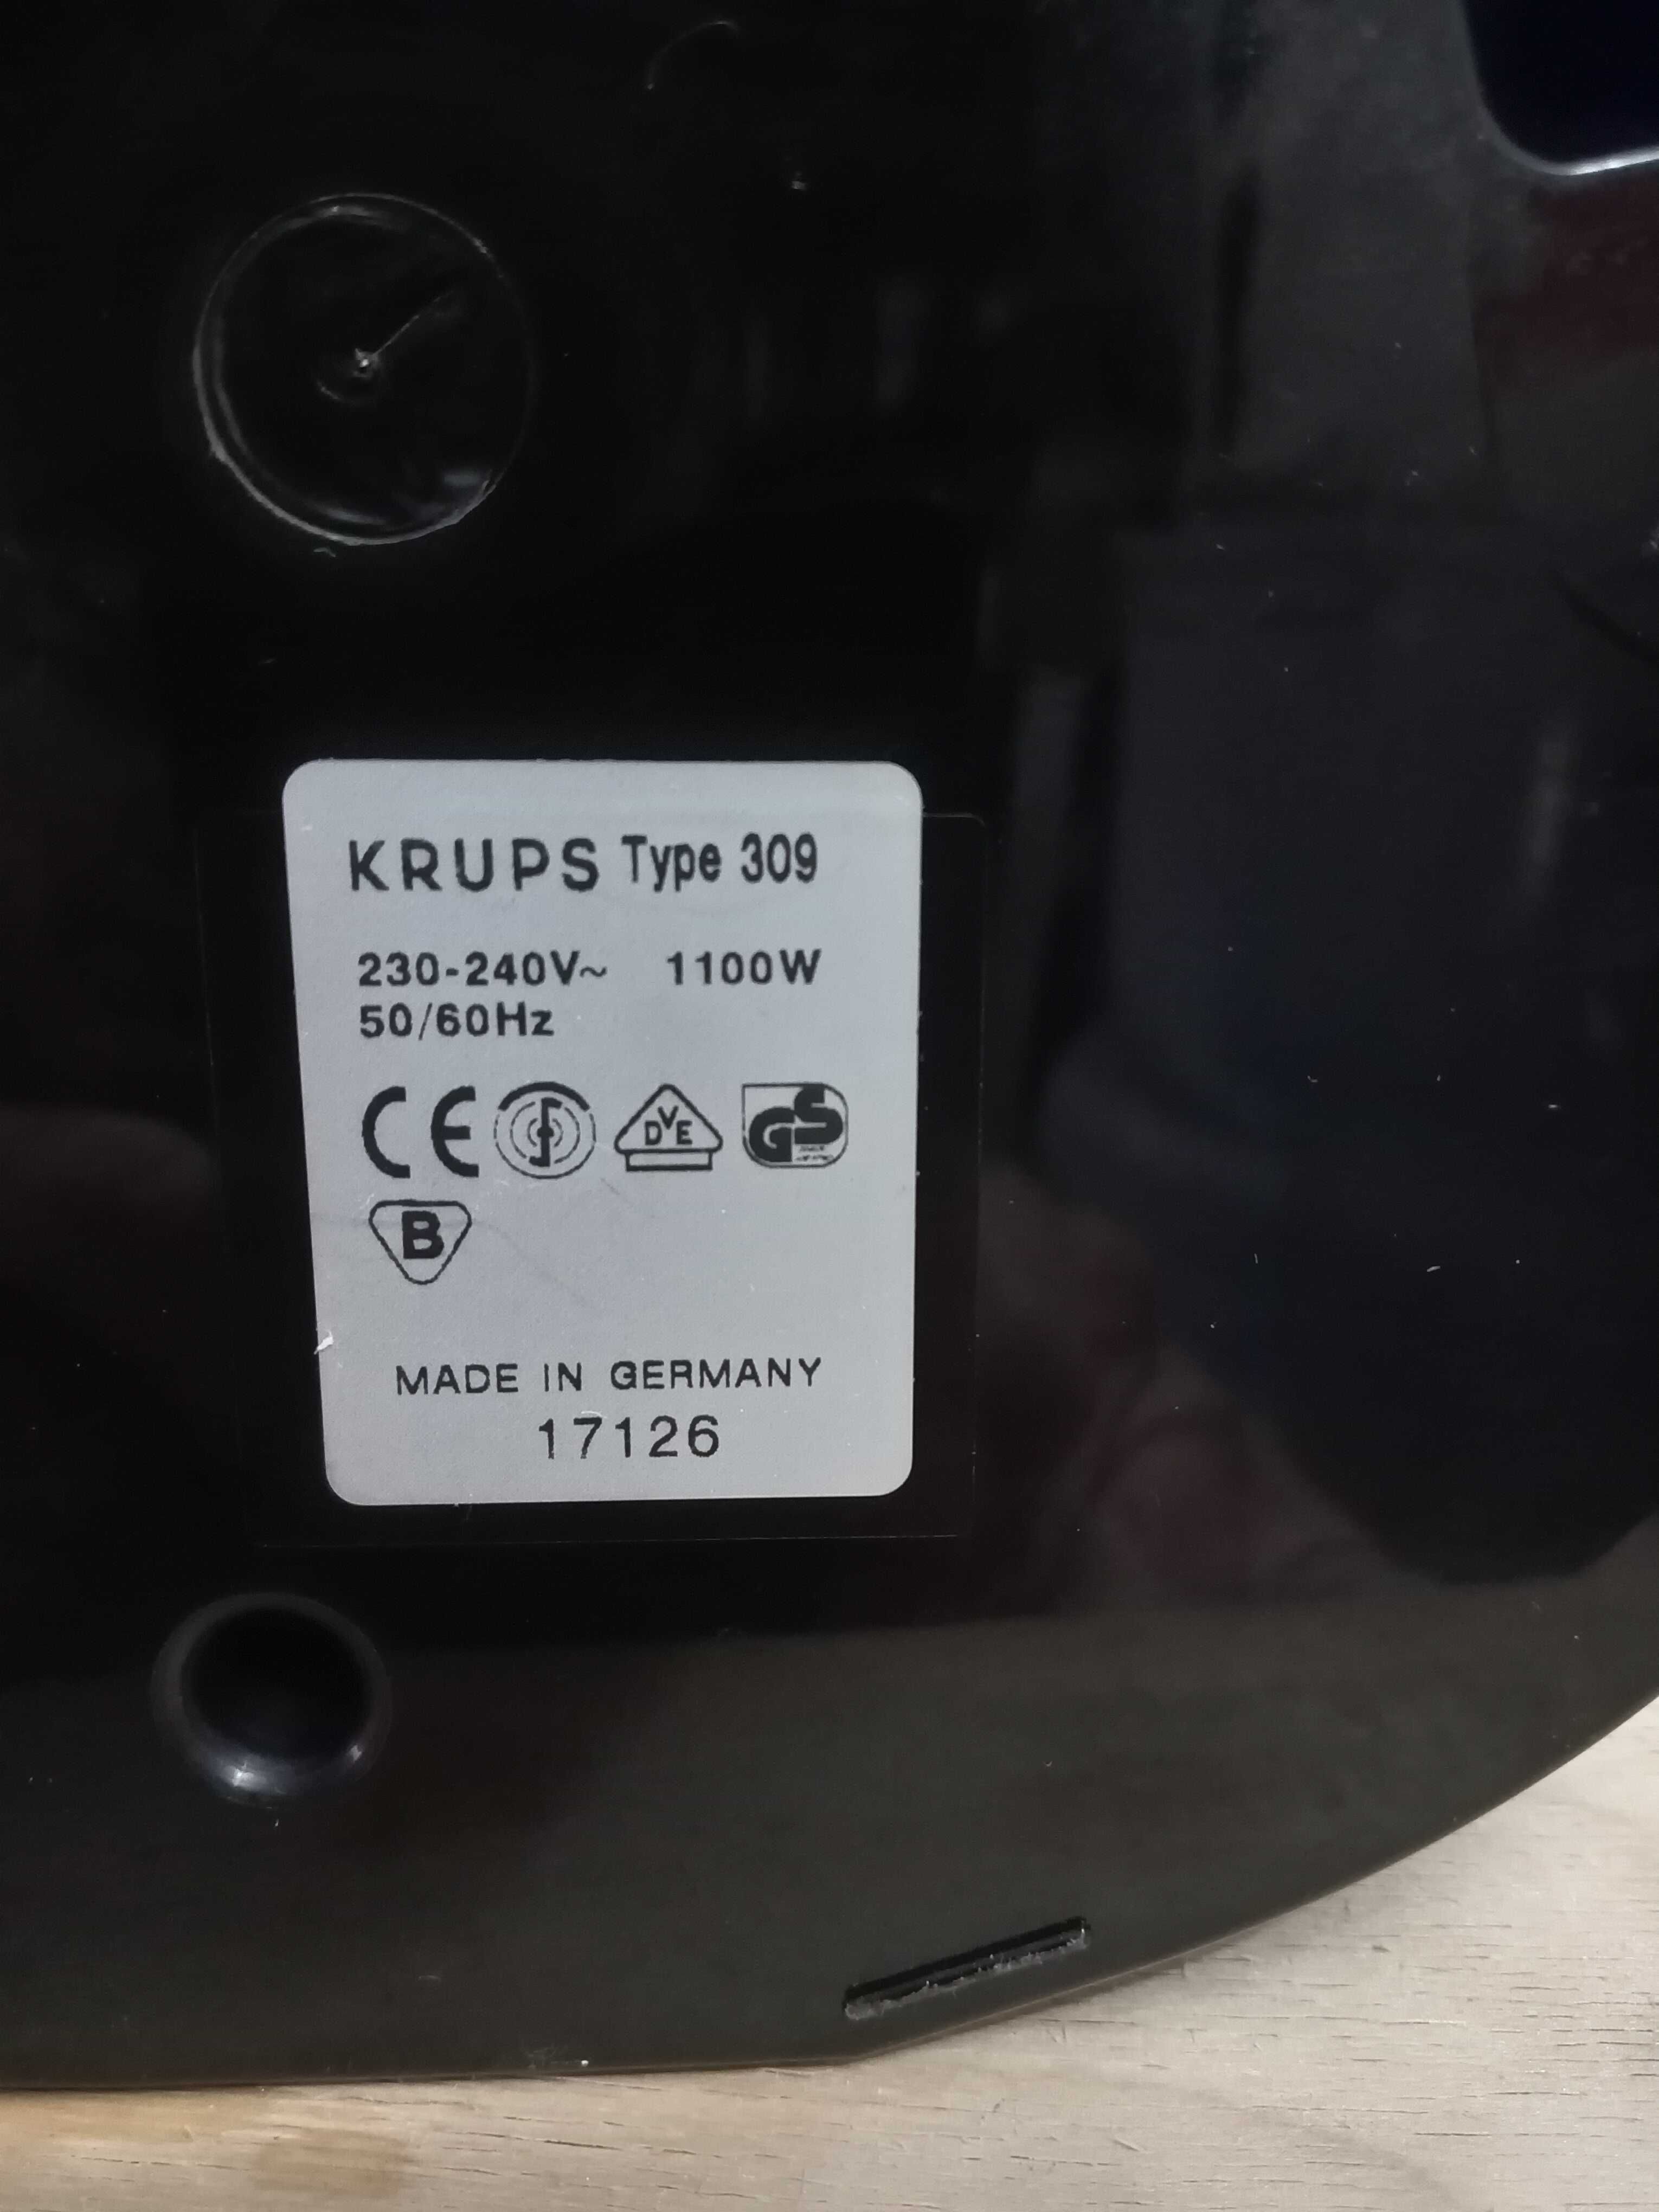 KRUPS Type 309
230-240V~ 1100W
50/60Hz
CE DVE GS
B
MADE IN GERMANY
17126